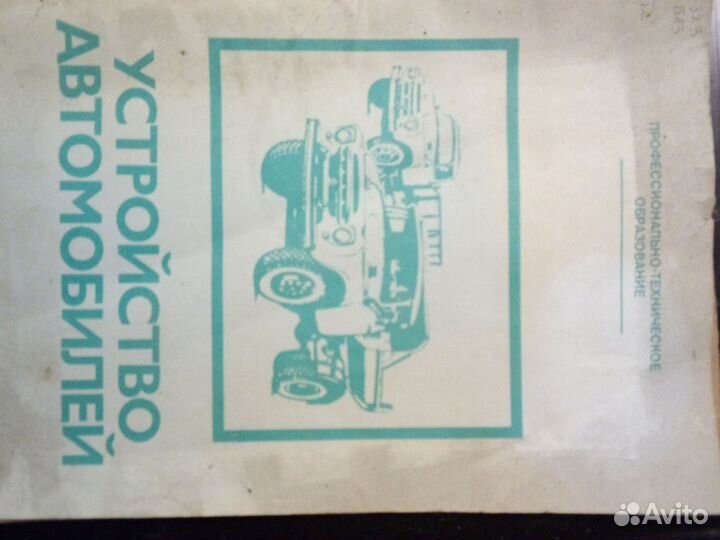 ПРОФЕССИОНАЛЬНО-ТЕХНИЧЕСКОЕ
ОБРАЗОВАНИЕ
УСТРОЙСТВО
АВТОМОБИЛЕЙ
Avito